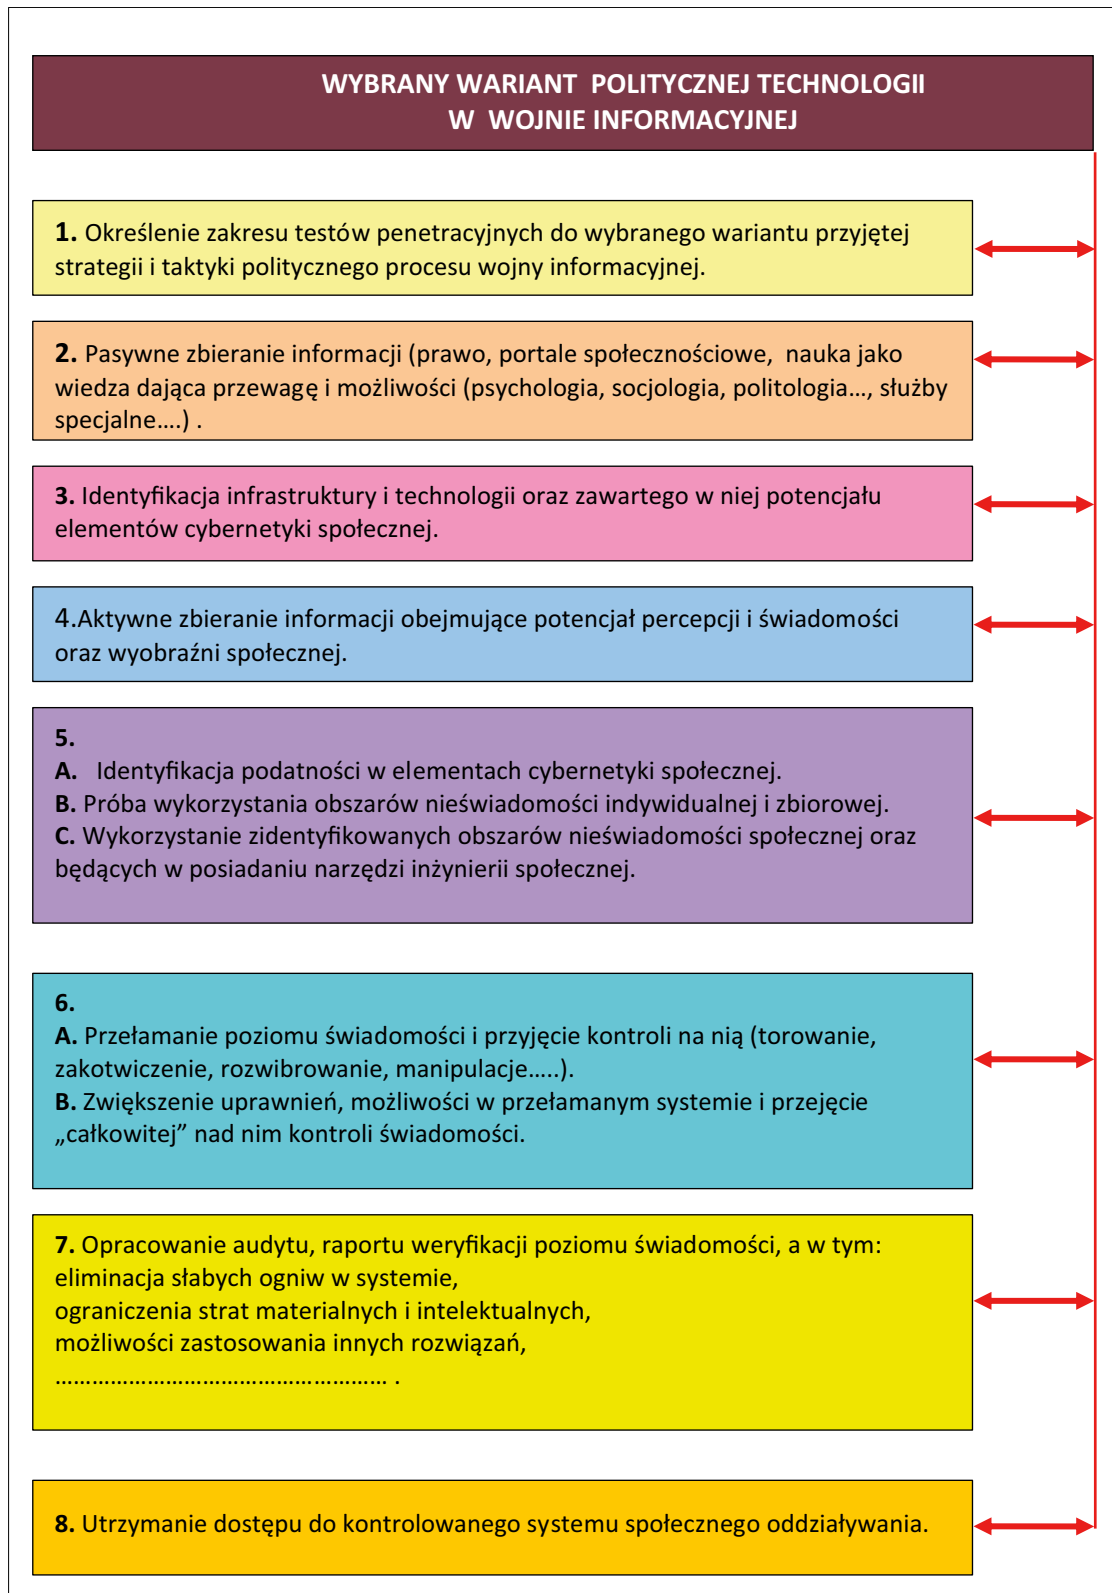 WYBRANY WARIANT POLITYCZNEJ TECHNOLOGII
W WOJNIE INFORMACYJNEJ
1. Określenie zakresu testów penetracyjnych do wybranego wariantu przyjętej
strategii i taktyki politycznego procesu wojny informacyjnej.
2. Pasywne zbieranie informacji (prawo, portale społecznościowe, nauka jako
wiedza dająca przewagę i możliwości (psychologia, socjologia, politologia..., służby
specjalne....) .
3. Identyfikacja infrastruktury i technologii oraz zawartego w niej potencjału
elementów cybernetyki społecznej.
4.Aktywne zbieranie informacji obejmujące potencjał percepcji i świadomości
oraz wyobraźni społecznej.
5.
A. Identyfikacja podatności w elementach cybernetyki społecznej.
B. Próba wykorzystania obszarów nieświadomości indywidualnej i zbiorowej.
C. Wykorzystanie zidentyfikowanych obszarów nieświadomości społecznej oraz
będących w posiadaniu narzędzi inżynierii społecznej.
6.
A. Przełamanie poziomu świadomości i przyjęcie kontroli na nią (torowanie,
zakotwiczenie, rozwibrowanie, manipulacje.....).
B. Zwiększenie uprawnień, możliwości w przełamanym systemie i przejęcie
„całkowitej” nad nim kontroli świadomości.
7. Opracowanie audytu, raportu weryfikacji poziomu świadomości, a w tym:
eliminacja słabych ogniw w systemie,
ograniczenia strat materialnych i intelektualnych,
możliwości zastosowania innych rozwiązań,
…………………………………………… .
8. Utrzymanie dostępu do kontrolowanego systemu społecznego oddziaływania.